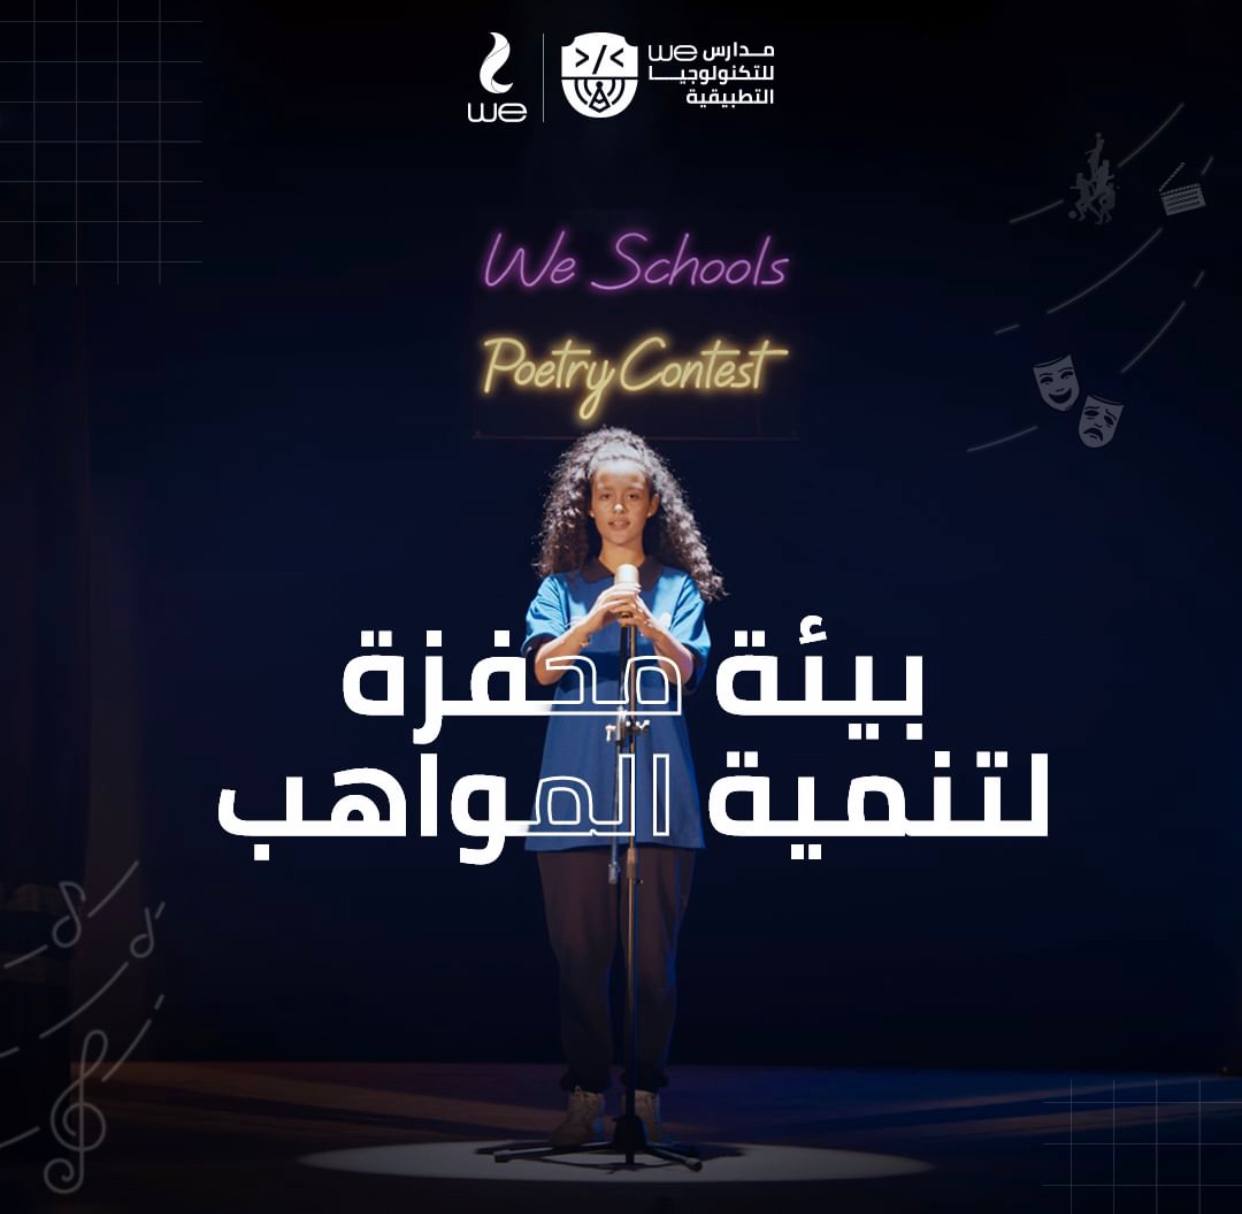 we
مدارس we
للتكنولوجيا
التطبيقية
We Schools
Poetry Contest
بيئة محفزة
لتنمية المواهب